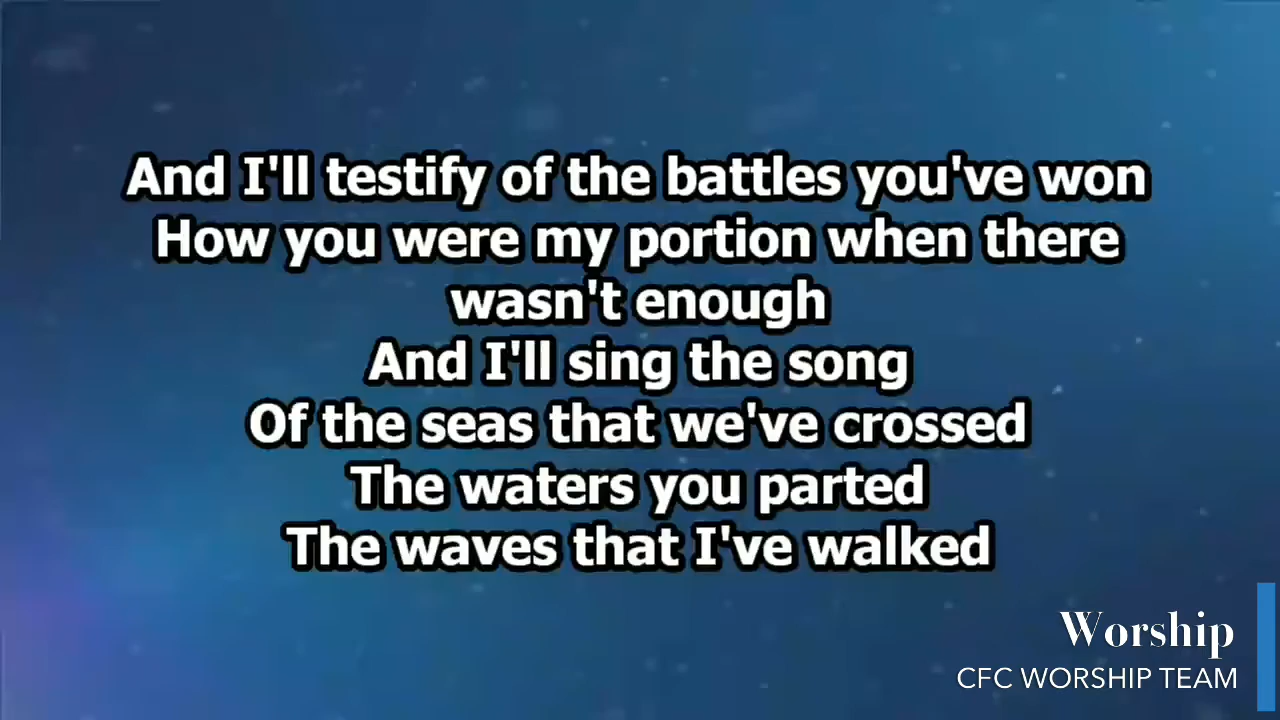 And I'll testify of the battles you've won
How you were my portion when there
wasn't enough
And I'll sing the song
Of the seas that we've crossed
The waters you parted
The waves that I've walked
Worship
CFC WORSHIP TEAM